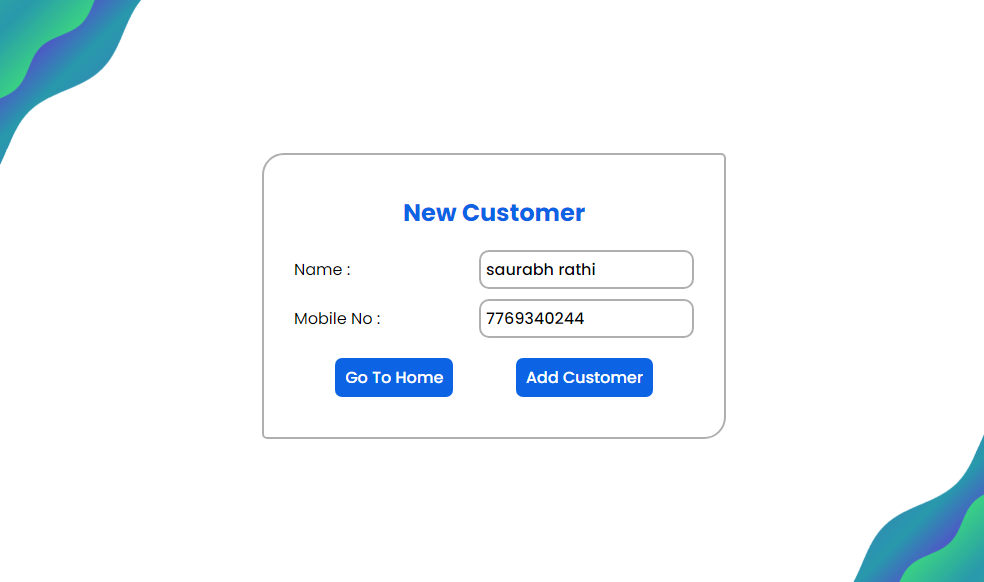 New Customer
Name : saurabh rathi
Mobile No : 7769340244
Go To Home Add Customer